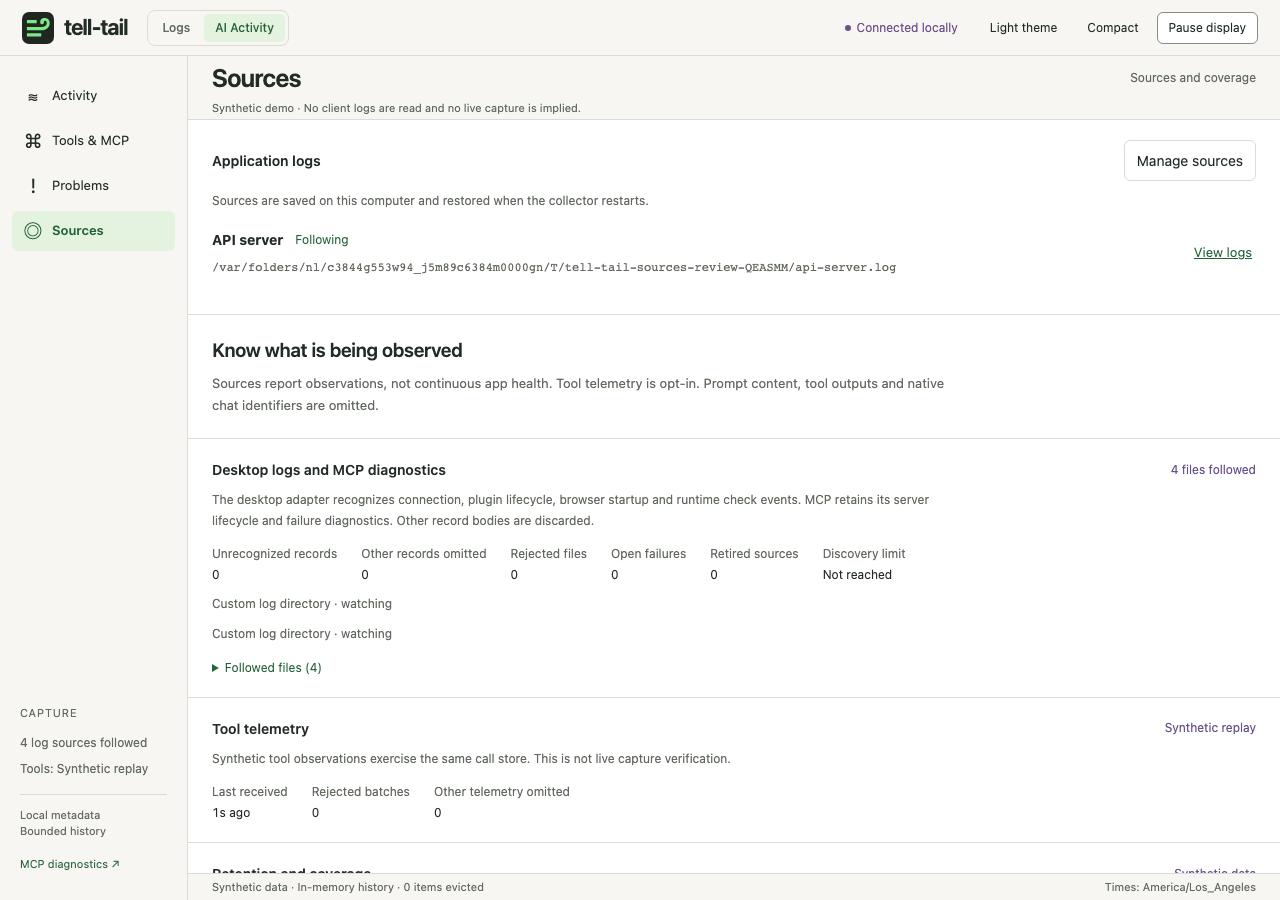 tell-tail
Logs
AI Activity
Connected locally
Light theme
Compact
Pause display
Activity
Tools & MCP
Problems
Sources
CAPTURE
4 log sources followed
Tools: Synthetic replay
Local metadata
Bounded history
MCP diagnostics ↗
Sources
Sources and coverage
Synthetic demo · No client logs are read and no live capture is implied.
Application logs
Manage sources
Sources are saved on this computer and restored when the collector restarts.
API server Following
/var/folders/nl/c3844g553w94_j5m89c6384m0000gn/T/tell-tail-sources-review-QEASMM/api-server.log
View logs
Know what is being observed
Sources report observations, not continuous app health. Tool telemetry is opt-in. Prompt content, tool outputs and native
chat identifiers are omitted.
Desktop logs and MCP diagnostics
4 files followed
The desktop adapter recognizes connection, plugin lifecycle, browser startup and runtime check events. MCP retains its server
lifecycle and failure diagnostics. Other record bodies are discarded.
Unrecognized records Other records omitted Rejected files Open failures Retired sources Discovery limit
0 0 0 0 0 Not reached
Custom log directory · watching
Custom log directory · watching
Followed files (4)
Tool telemetry
Synthetic replay
Synthetic tool observations exercise the same call store. This is not live capture verification.
Last received Rejected batches Other telemetry omitted
1s ago 0 0
Retention and coverage
Synthetic data
Synthetic data · In-memory history · 0 items evicted
Times: America/Los_Angeles